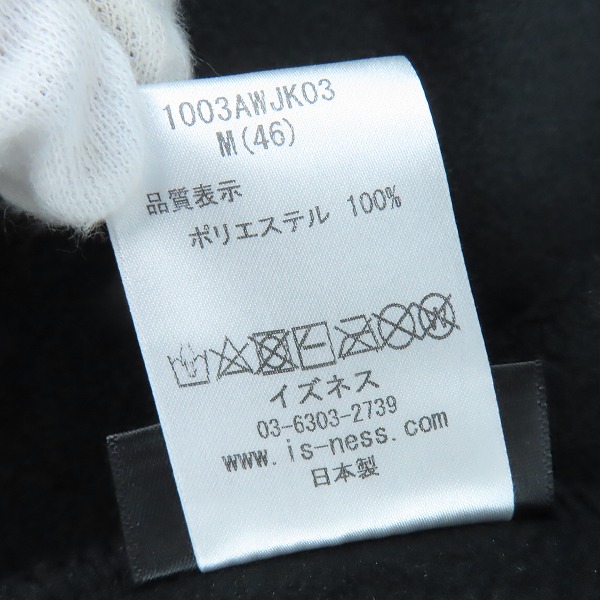 1003AWJK03
M(46)
品質表示
ポリエステル 100%
イズネス
03-6303-2739
www.is-ness.com
日本製